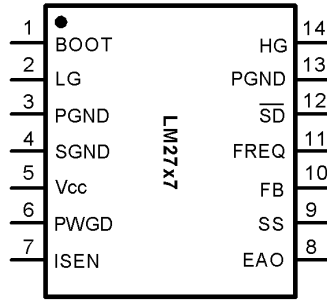 1 BOOT HG 14
2 LG PGND 13
3 PGND S̅D̅ 12
4 SGND FREQ 11
5 Vcc FB 10
6 PWGD SS 9
7 ISEN EAO 8
LM27x7